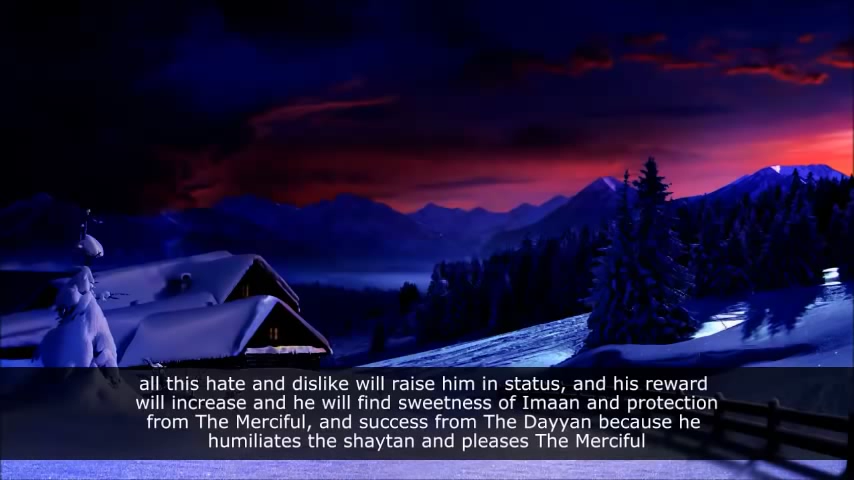 all this hate and dislike will raise him in status, and his reward
will increase and he will find sweetness of Imaan and protection
from The Merciful, and success from The Dayyan because he
humiliates the shaytan and pleases The Merciful